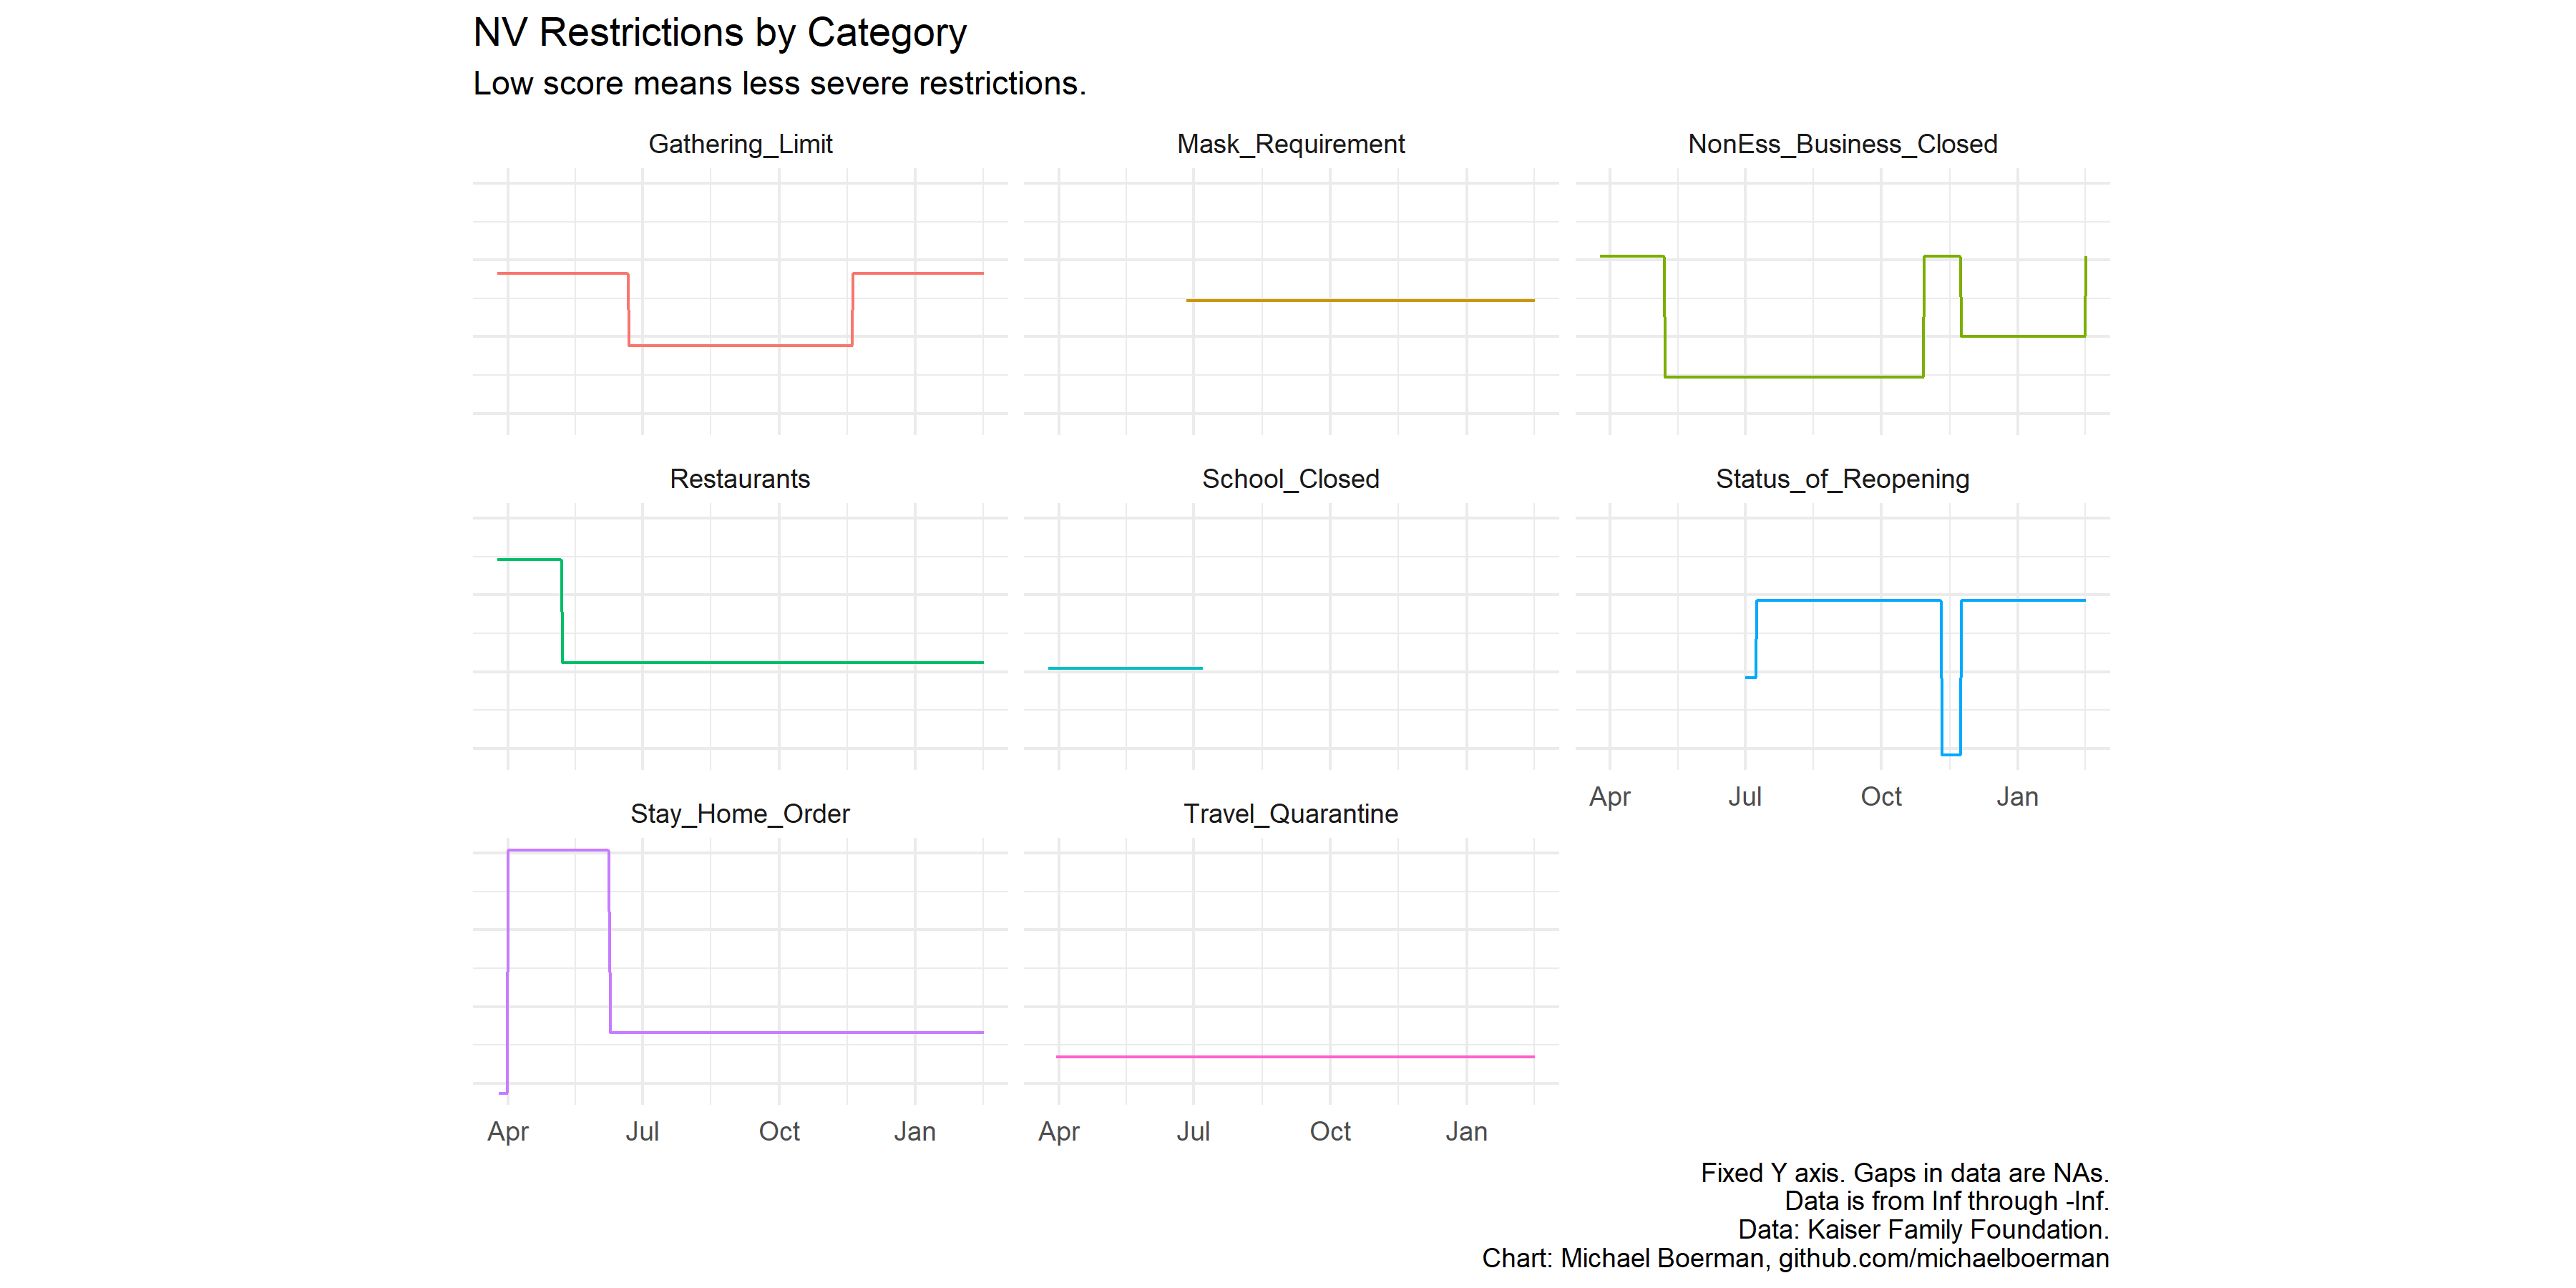 NV Restrictions by Category
Low score means less severe restrictions.
Gathering_Limit
Mask_Requirement
NonEss_Business_Closed
Restaurants
School_Closed
Status_of_Reopening
Apr Jul Oct Jan
Stay_Home_Order
Travel_Quarantine
Apr Jul Oct Jan
Apr Jul Oct Jan
Fixed Y axis. Gaps in data are NAs.
Data is from Inf through -Inf.
Data: Kaiser Family Foundation.
Chart: Michael Boerman, github.com/michaelboerman